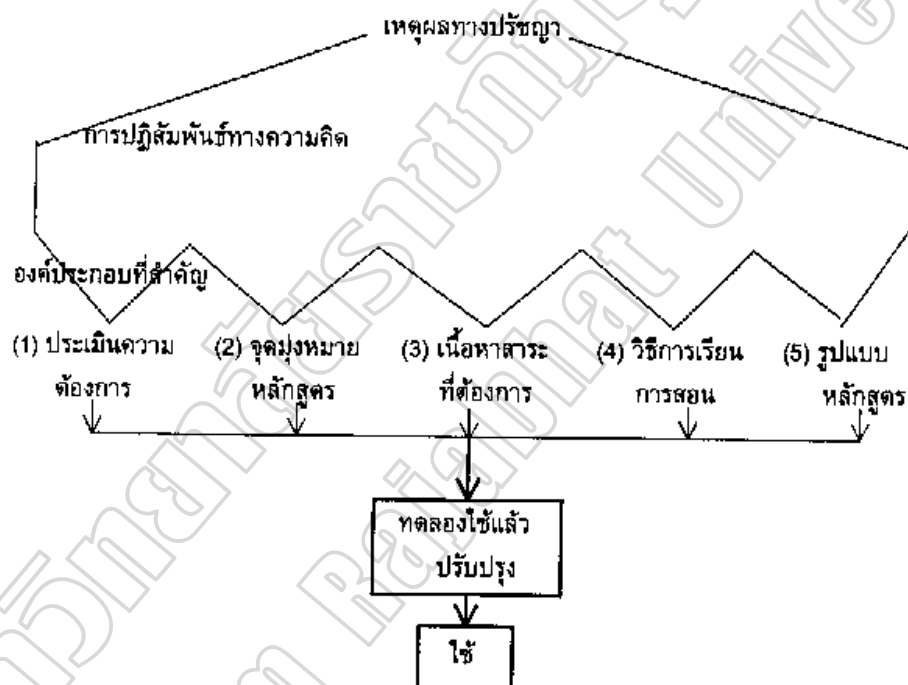 เหตุผลทางปรัชญา
การปฏิสัมพันธ์ทางความคิด
องค์ประกอบที่สำคัญ
(1) ประเมินความ (2) จุดมุ่งหมาย (3) เนื้อหาสาระ (4) วิธีการเรียน (5) รูปแบบ
ต้องการ หลักสูตร ที่ต้องการ การสอน หลักสูตร
ทดลองใช้แล้ว
ปรับปรุง
ใช้
Rajabhat Unive